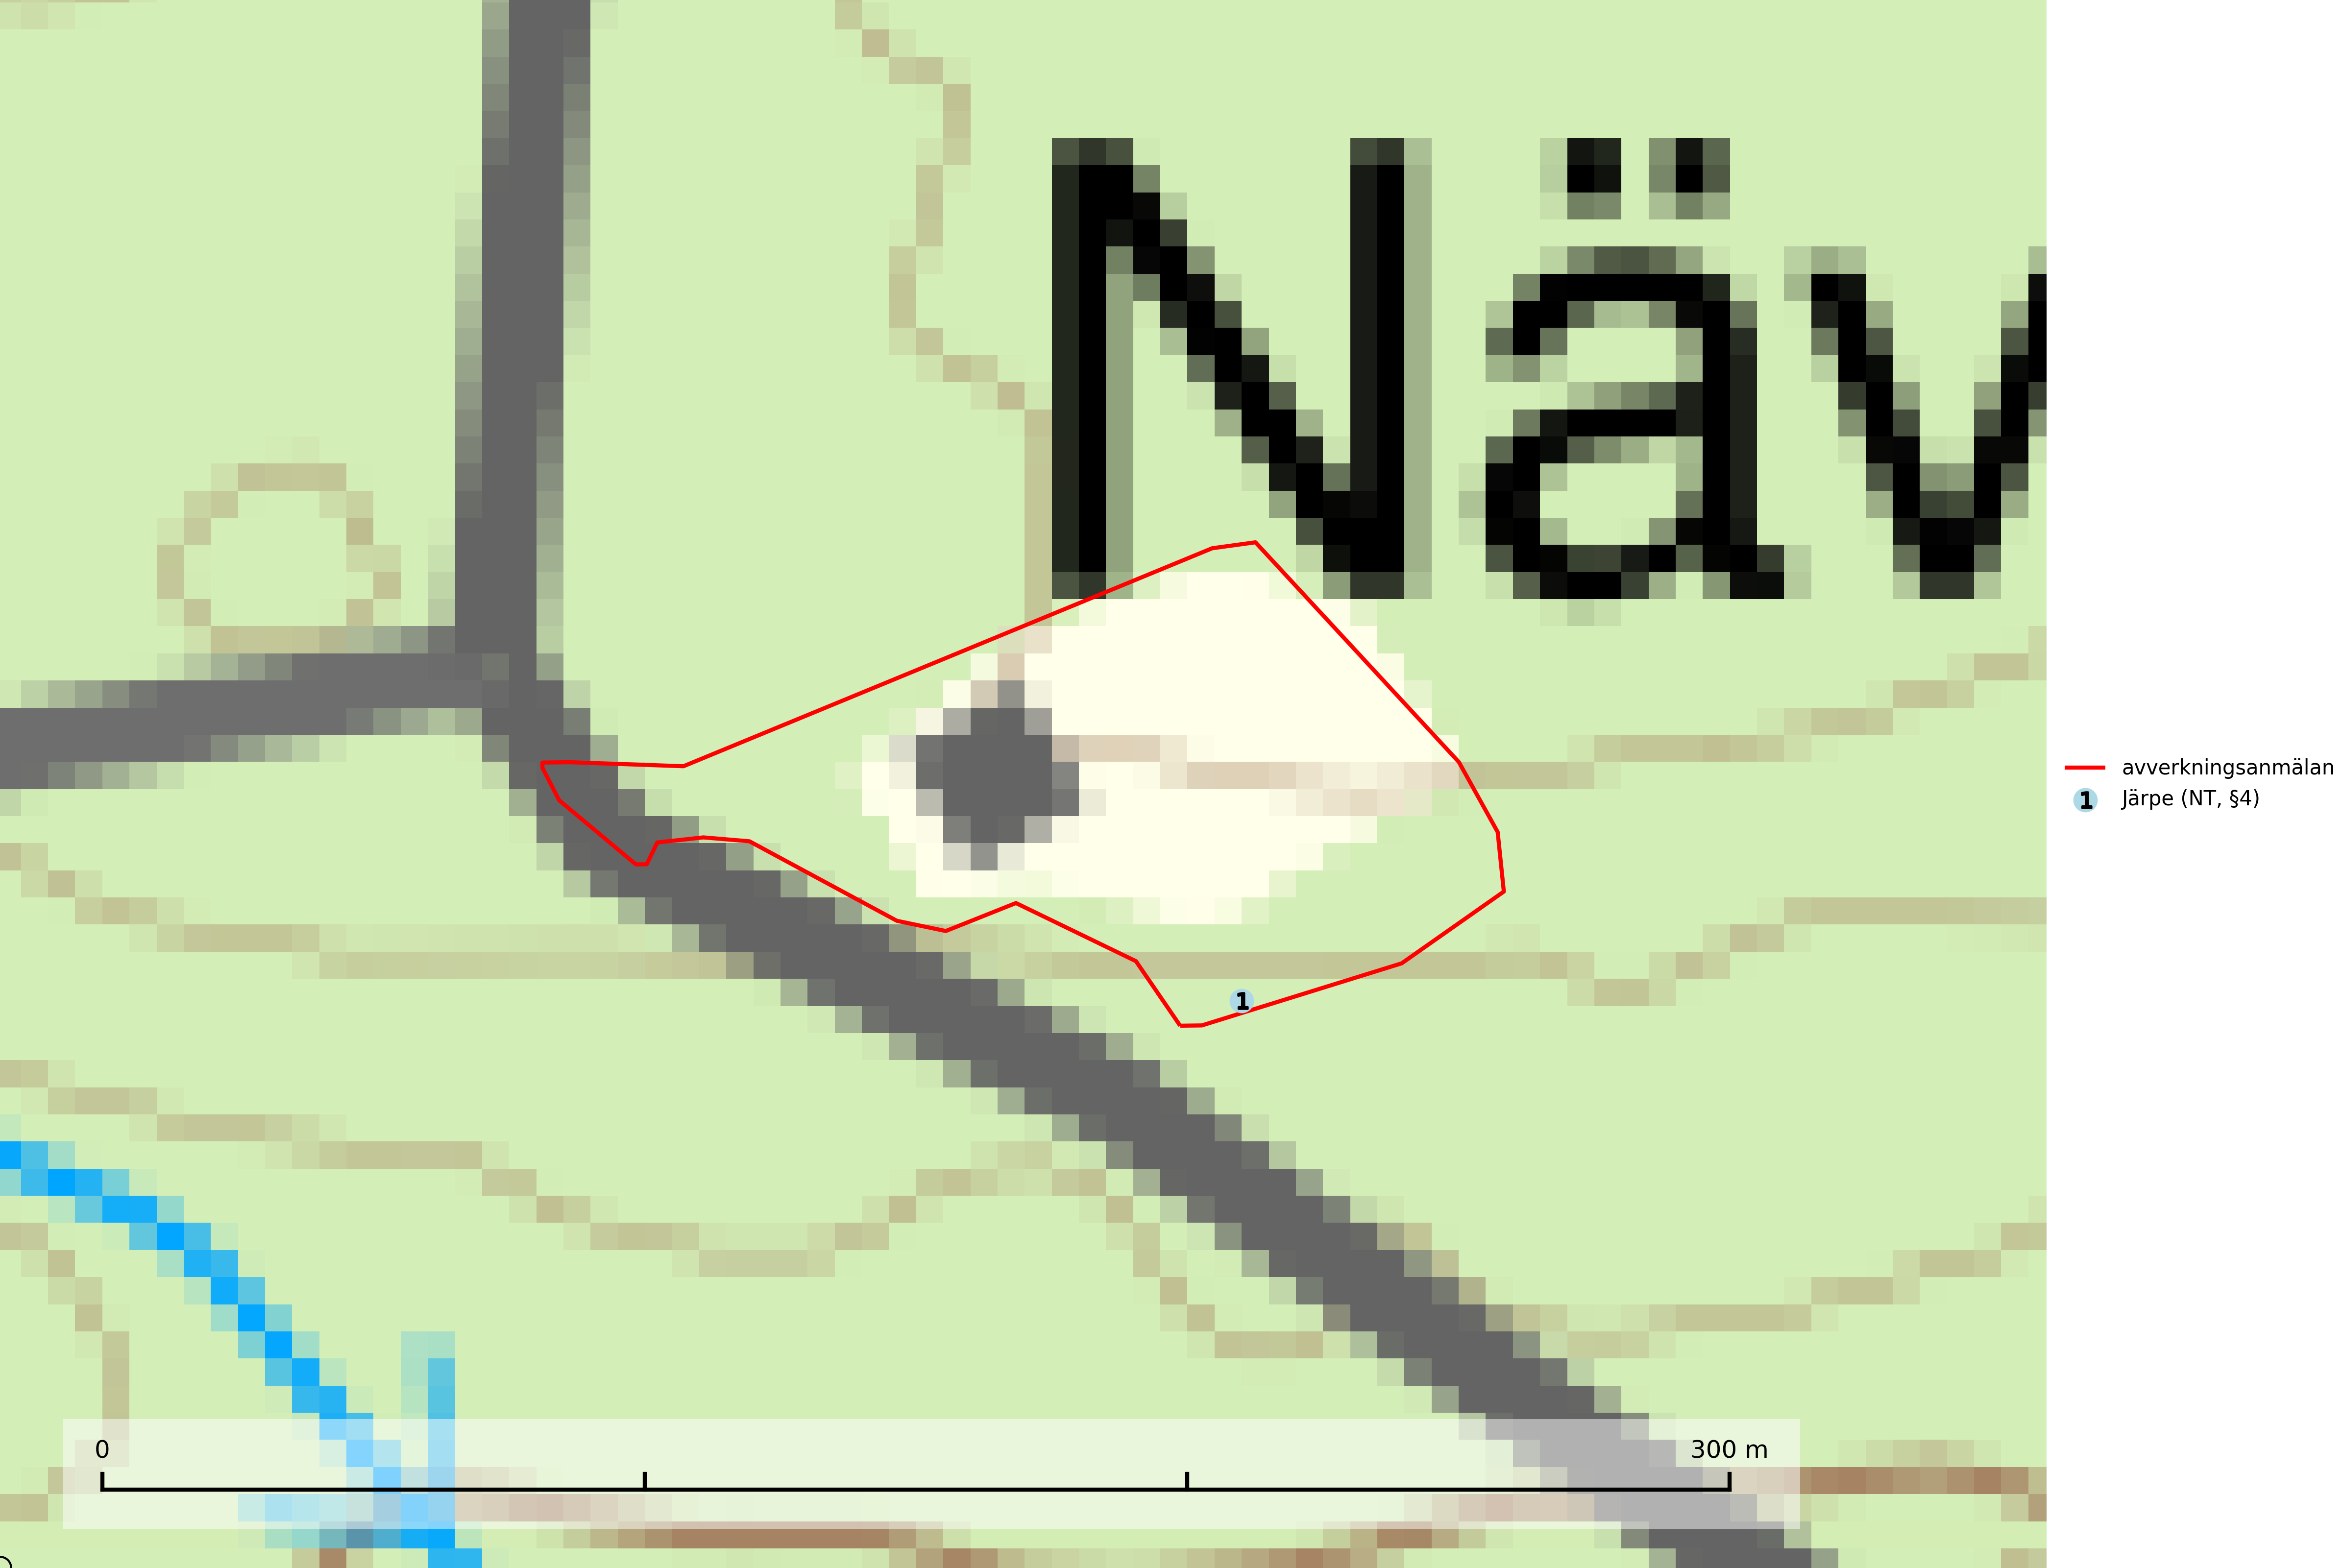 Näv
avverkningsanmälan
1 Järpe (NT, §4)
1
0 300 m